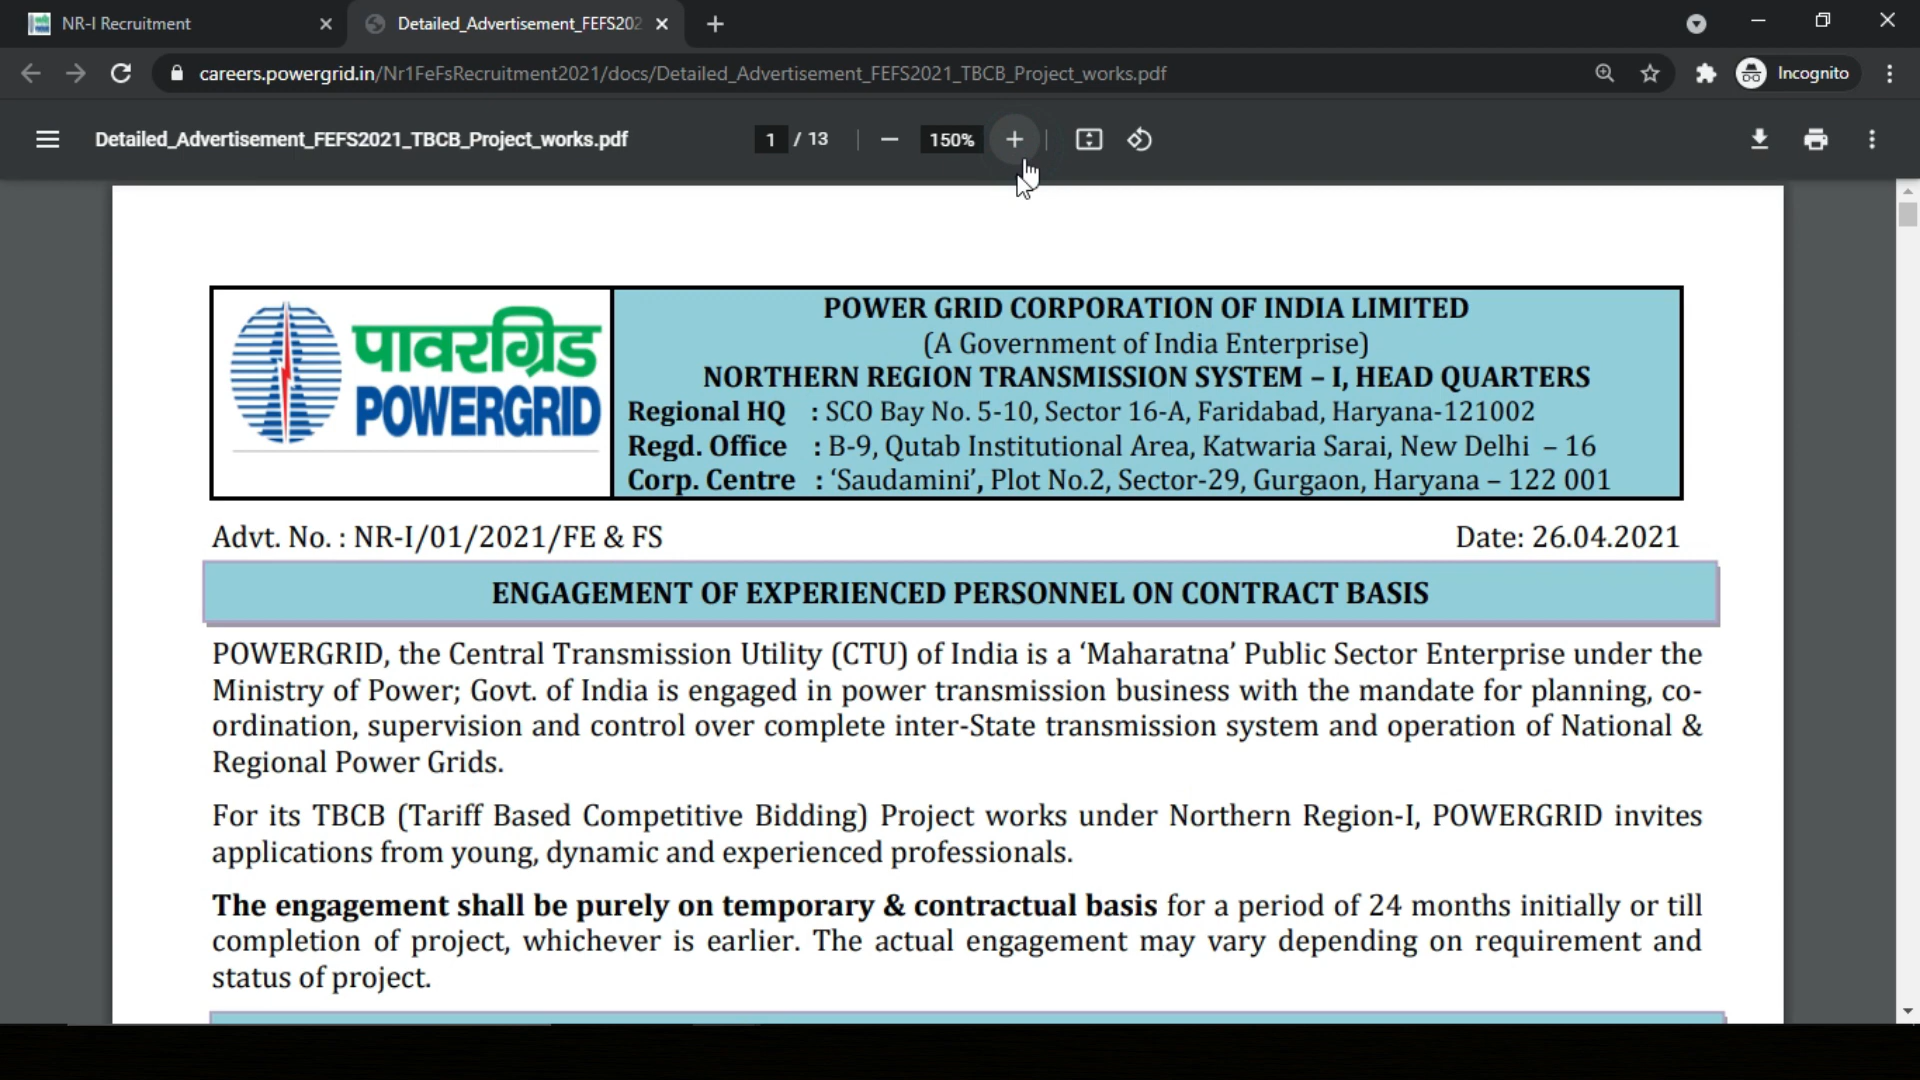 NR-I Recruitment
Detailed_Advertisement_FEFS202
careers.powergrid.in/Nr1FeFsRecruitment2021/docs/Detailed_Advertisement_FEFS2021_TBCB_Project_works.pdf
Incognito
Detailed_Advertisement_FEFS2021_TBCB_Project_works.pdf
1 / 13
150%
पावरग्रिड
POWERGRID
POWER GRID CORPORATION OF INDIA LIMITED
(A Government of India Enterprise)
NORTHERN REGION TRANSMISSION SYSTEM – I, HEAD QUARTERS
Regional HQ : SCO Bay No. 5-10, Sector 16-A, Faridabad, Haryana-121002
Regd. Office : B-9, Qutab Institutional Area, Katwaria Sarai, New Delhi – 16
Corp. Centre : ‘Saudamini’, Plot No.2, Sector-29, Gurgaon, Haryana – 122 001
Advt. No. : NR-I/01/2021/FE & FS
Date: 26.04.2021
ENGAGEMENT OF EXPERIENCED PERSONNEL ON CONTRACT BASIS
POWERGRID, the Central Transmission Utility (CTU) of India is a ‘Maharatna’ Public Sector Enterprise under the
Ministry of Power; Govt. of India is engaged in power transmission business with the mandate for planning, co-
ordination, supervision and control over complete inter-State transmission system and operation of National &
Regional Power Grids.
For its TBCB (Tariff Based Competitive Bidding) Project works under Northern Region-I, POWERGRID invites
applications from young, dynamic and experienced professionals.
The engagement shall be purely on temporary & contractual basis for a period of 24 months initially or till
completion of project, whichever is earlier. The actual engagement may vary depending on requirement and
status of project.